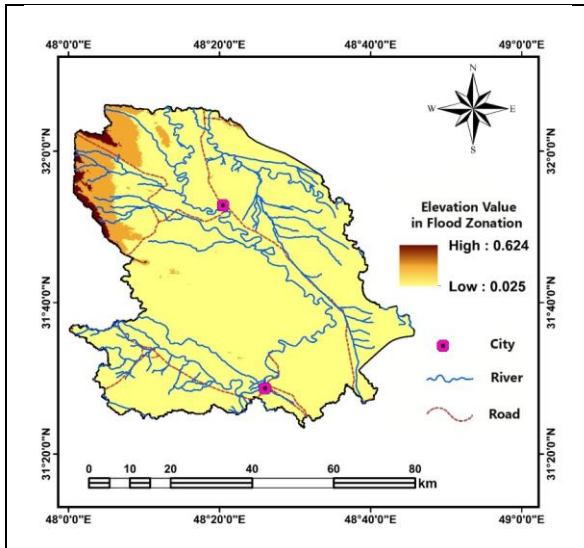 48°0'0"E 48°20'0"E 48°40'0"E 49°0'0"E
N
W E
S
32°0'0"N 32°0'0"N
Elevation Value
in Flood Zonation
High : 0.624
Low : 0.025
31°40'0"N 31°40'0"N
City
River
Road
31°20'0"N 31°20'0"N
0 10 20 40 60 80
km
48°0'0"E 48°20'0"E 48°40'0"E 49°0'0"E